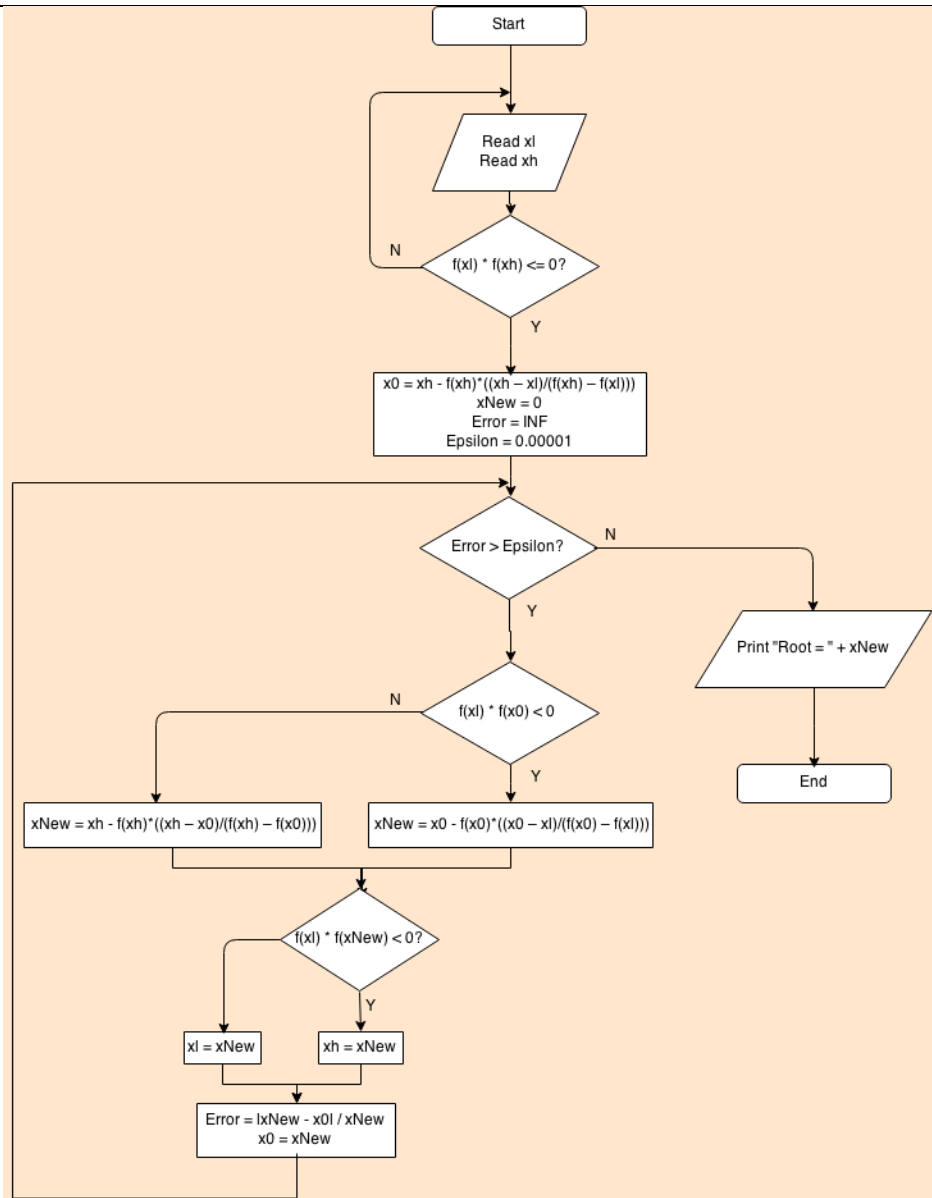 Start
Read xl
Read xh
N
f(xl) * f(xh) <= 0?
Y
x0 = xh - f(xh)*((xh – xl)/(f(xh) – f(xl)))
xNew = 0
Error = INF
Epsilon = 0.00001
Error > Epsilon?
N
Y
Print "Root = " + xNew
End
N
f(xl) * f(x0) < 0
Y
xNew = xh - f(xh)*((xh – x0)/(f(xh) – f(x0)))
xNew = x0 - f(x0)*((x0 – xl)/(f(x0) – f(xl)))
f(xl) * f(xNew) < 0?
Y
xl = xNew
xh = xNew
Error = |xNew - x0| / xNew
x0 = xNew